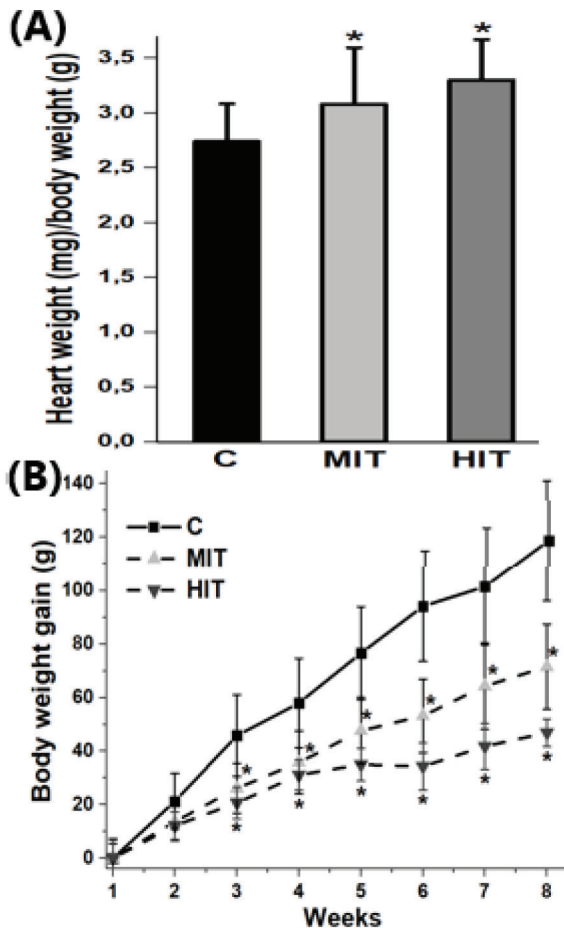 (A)
Heart weight (mg)/body weight (g)
3,5
3,0
2,5
2,0
1,5
1,0
0,5
0,0
* *
C MIT HIT
(B)
Body weight gain (g)
140
120
100
80
60
40
20
0
C
MIT
HIT
* * * * * *
* * * * * *
1 2 3 4 5 6 7 8
Weeks